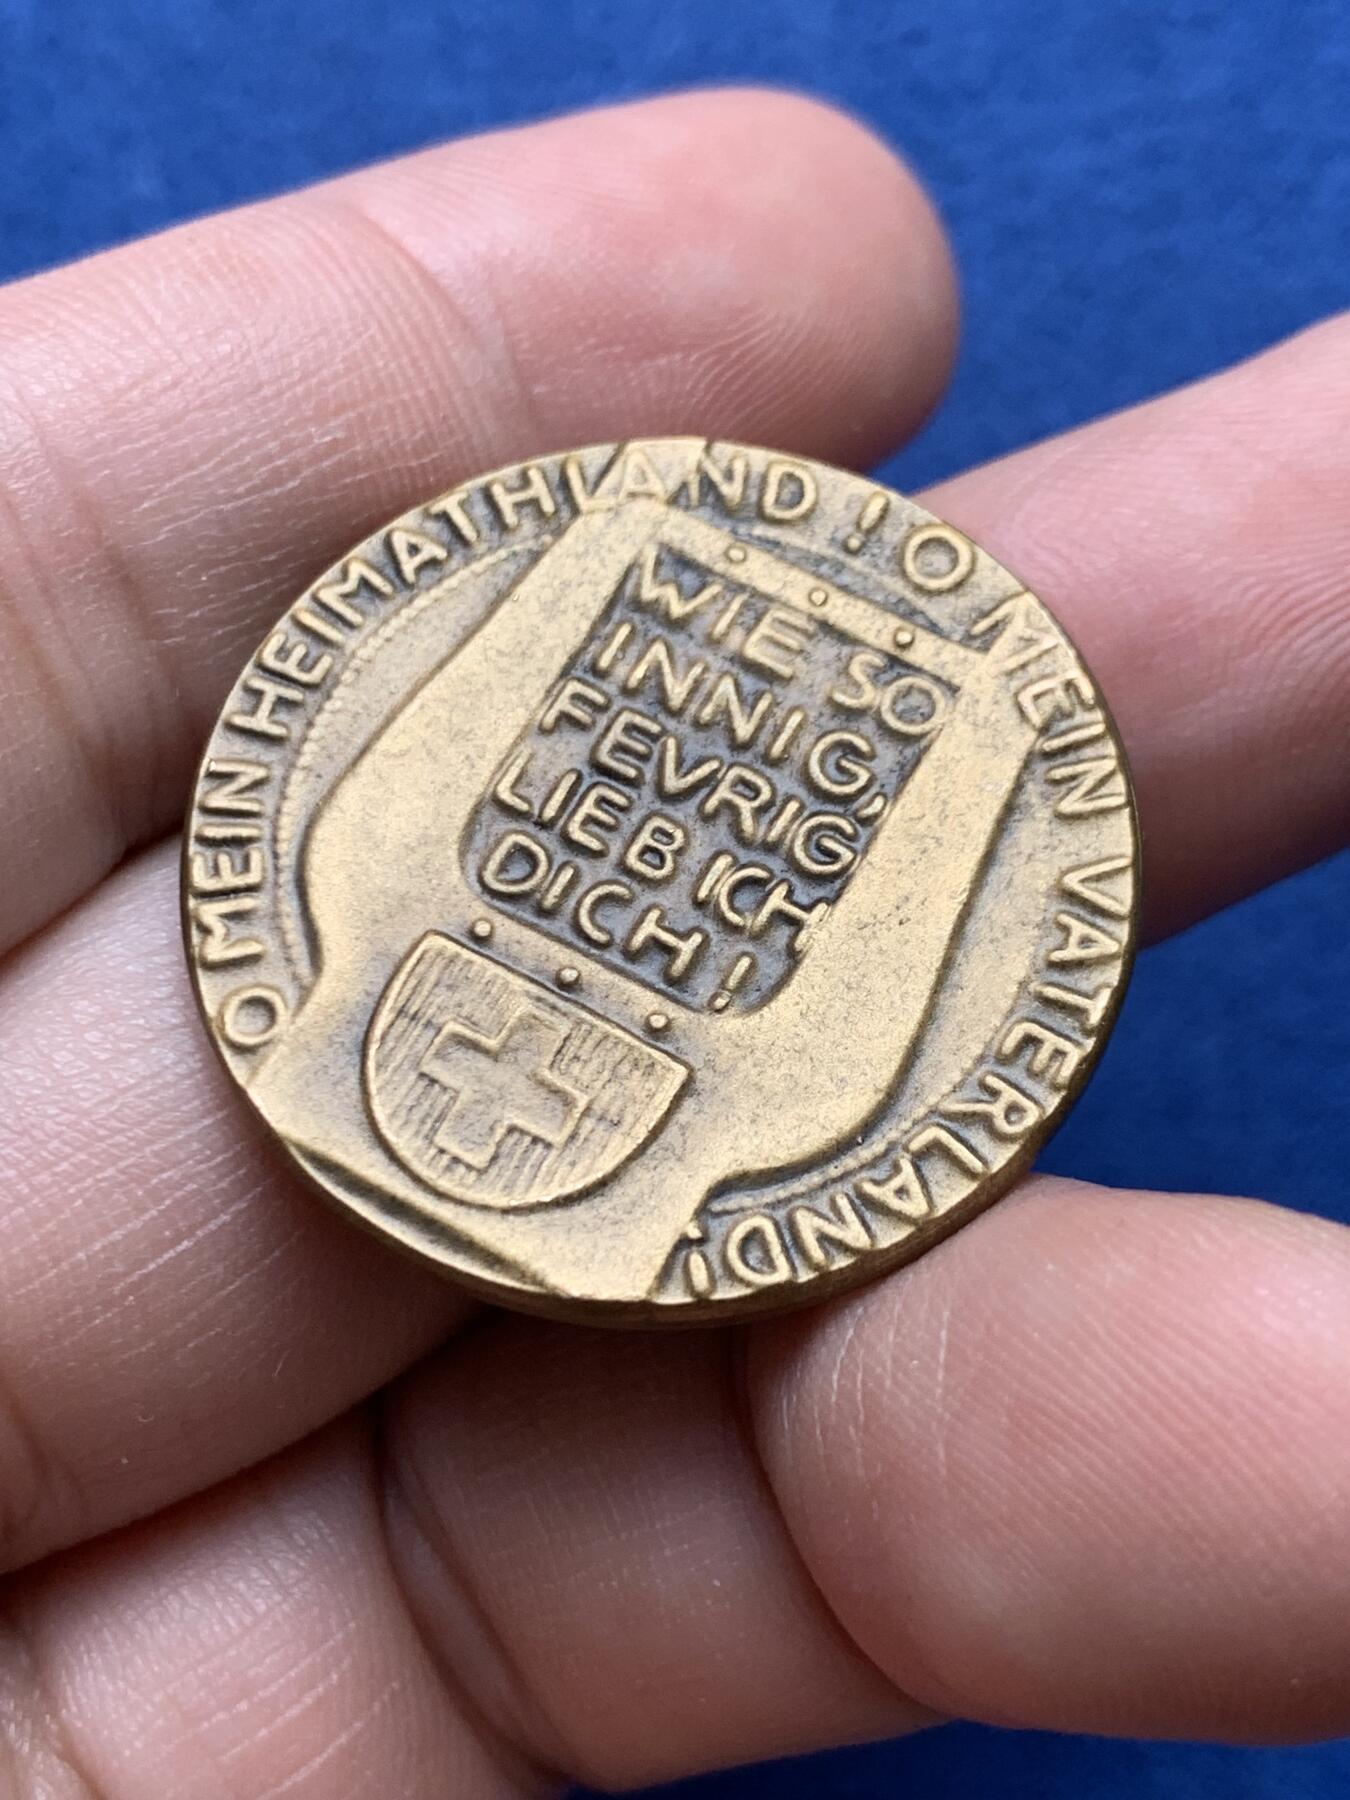 O MEIN HEIMATHLAND! O MEIN VATERLAND!
WIE SO
INNIG,
FEVRIG
LIEB ICH
DICH!